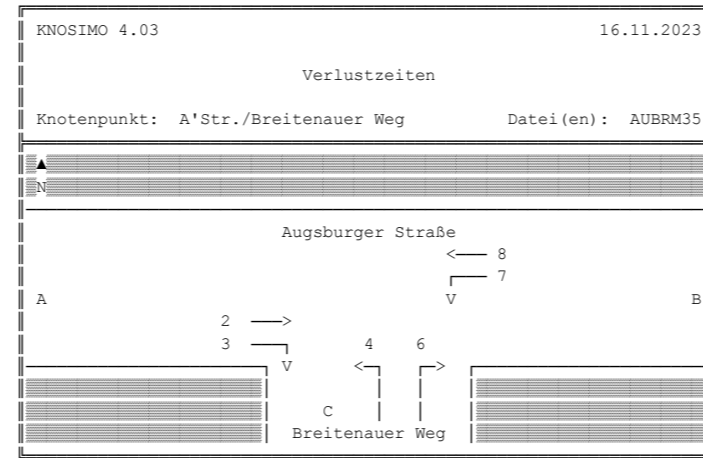 KNOSIMO 4.03 16.11.2023
Verlustzeiten
Knotenpunkt: A'Str./Breitenauer Weg Datei(en): AUBRM35
N
Augsburger Straße
8
7
A V B
2
3 4 6
V
C
Breitenauer Weg